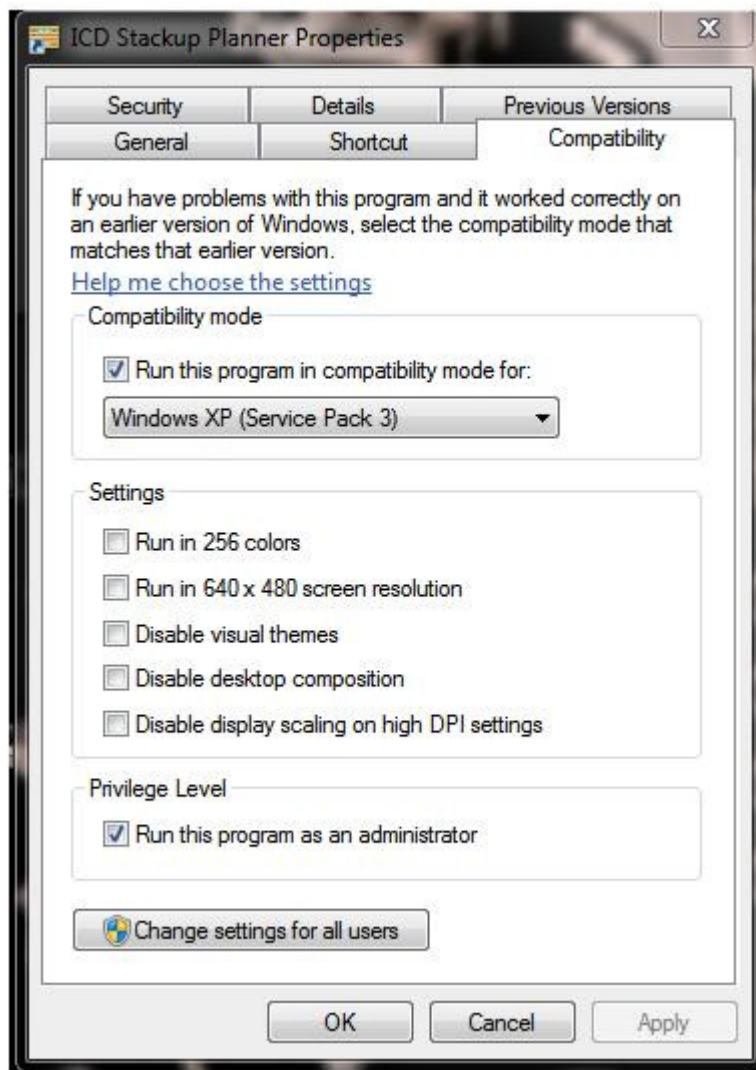 ICD Stackup Planner Properties
Security Details Previous Versions
General Shortcut Compatibility
If you have problems with this program and it worked correctly on
an earlier version of Windows, select the compatibility mode that
matches that earlier version.
Help me choose the settings
Compatibility mode
Run this program in compatibility mode for:
Windows XP (Service Pack 3)
Settings
Run in 256 colors
Run in 640 x 480 screen resolution
Disable visual themes
Disable desktop composition
Disable display scaling on high DPI settings
Privilege Level
Run this program as an administrator
Change settings for all users
OK Cancel Apply